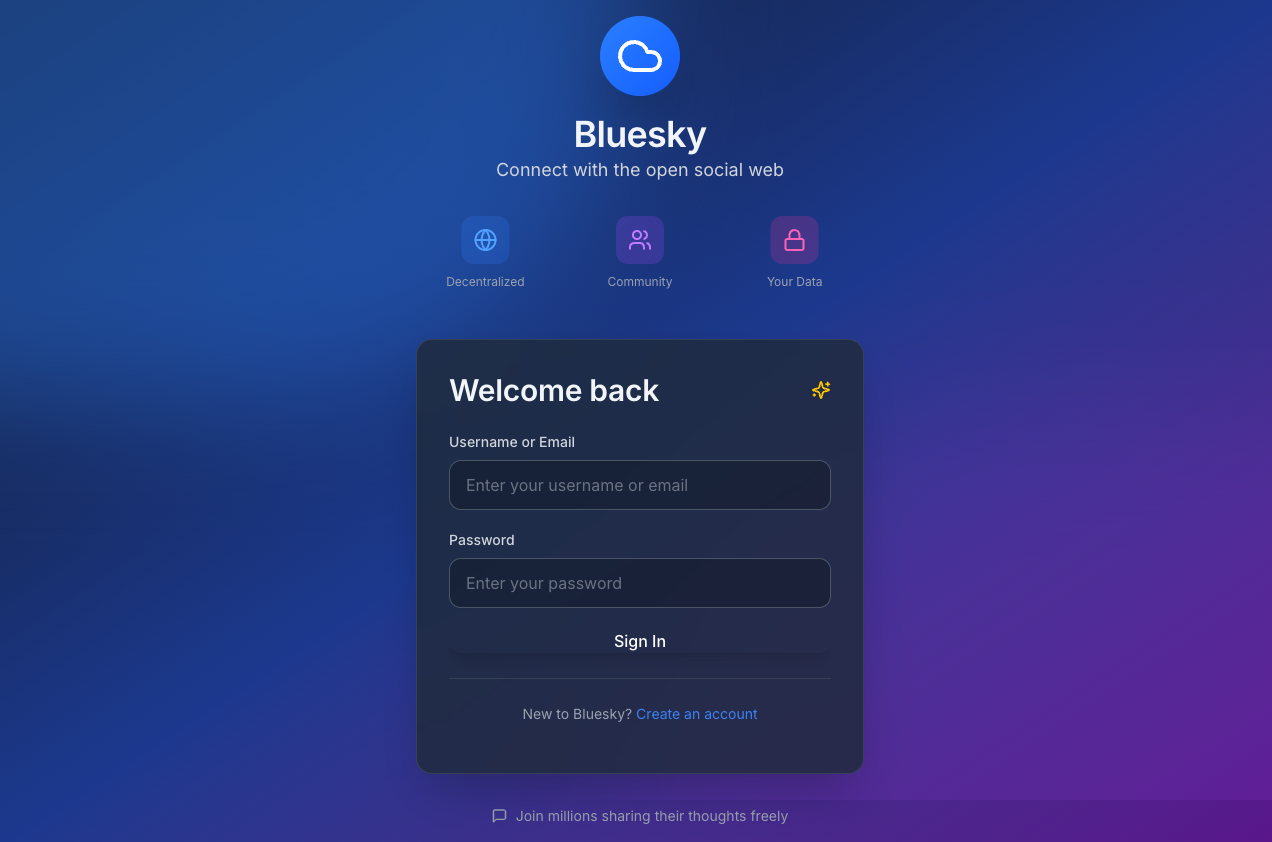 Bluesky
Connect with the open social web
Decentralized
Community
Your Data
Welcome back
Username or Email
Enter your username or email
Password
Enter your password
Sign In
New to Bluesky? Create an account
Join millions sharing their thoughts freely